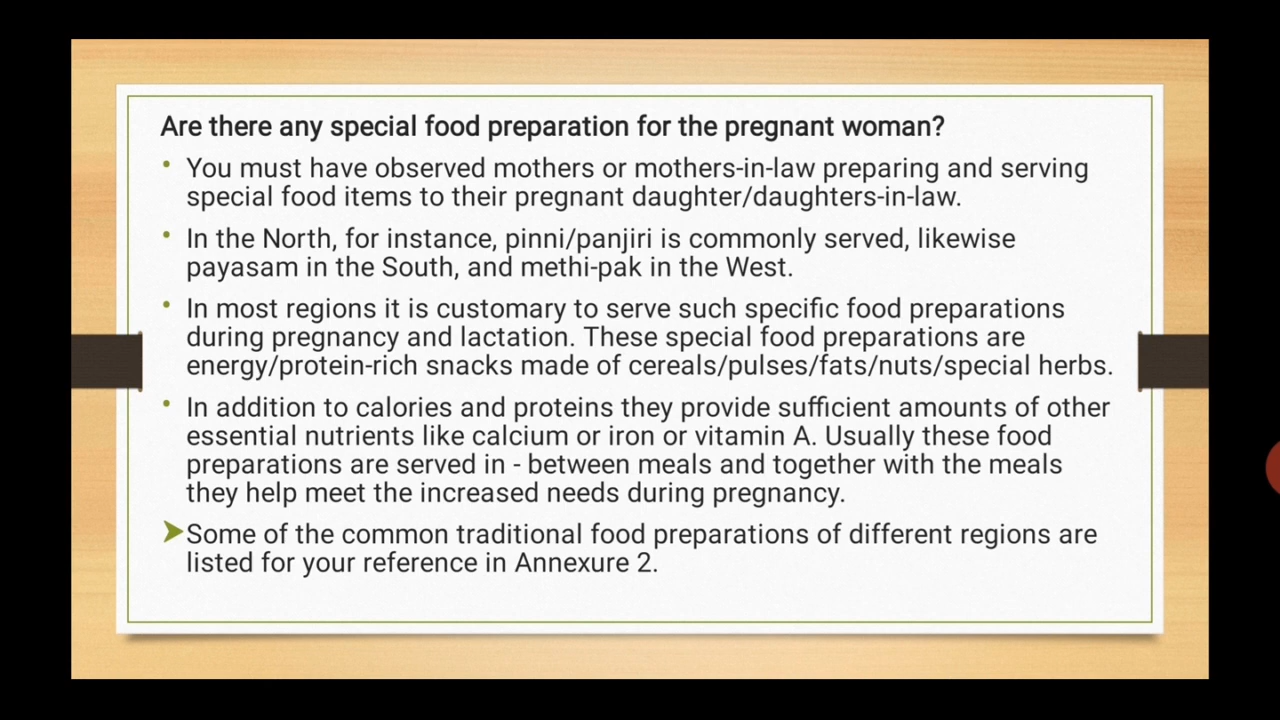 Are there any special food preparation for the pregnant woman?
• You must have observed mothers or mothers-in-law preparing and serving
special food items to their pregnant daughter/daughters-in-law.
• In the North, for instance, pinni/panjiri is commonly served, likewise
payasam in the South, and methi-pak in the West.
• In most regions it is customary to serve such specific food preparations
during pregnancy and lactation. These special food preparations are
energy/protein-rich snacks made of cereals/pulses/fats/nuts/special herbs.
• In addition to calories and proteins they provide sufficient amounts of other
essential nutrients like calcium or iron or vitamin A. Usually these food
preparations are served in - between meals and together with the meals
they help meet the increased needs during pregnancy.
➤Some of the common traditional food preparations of different regions are
listed for your reference in Annexure 2.